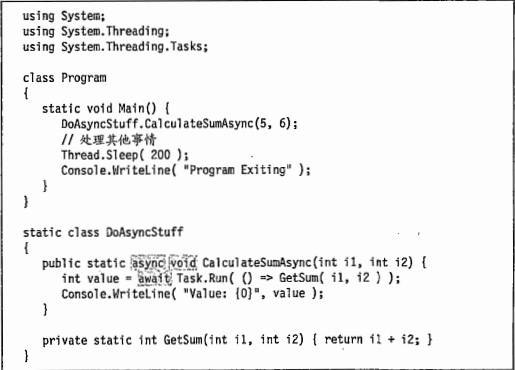 using System;
using System.Threading;
using System.Threading.Tasks;

class Program
{
   static void Main() {
      DoAsyncStuff.CalculateSumAsync(5, 6);
      // 处理其他事情
      Thread.Sleep( 200 );
      Console.WriteLine( "Program Exiting" );
   }
}

static class DoAsyncStuff
{
   public static async void CalculateSumAsync(int i1, int i2) {
      int value = await Task.Run( () => GetSum( i1, i2 ) );
      Console.WriteLine( "Value: {0}", value );
   }

   private static int GetSum(int i1, int i2) { return i1 + i2; }
}